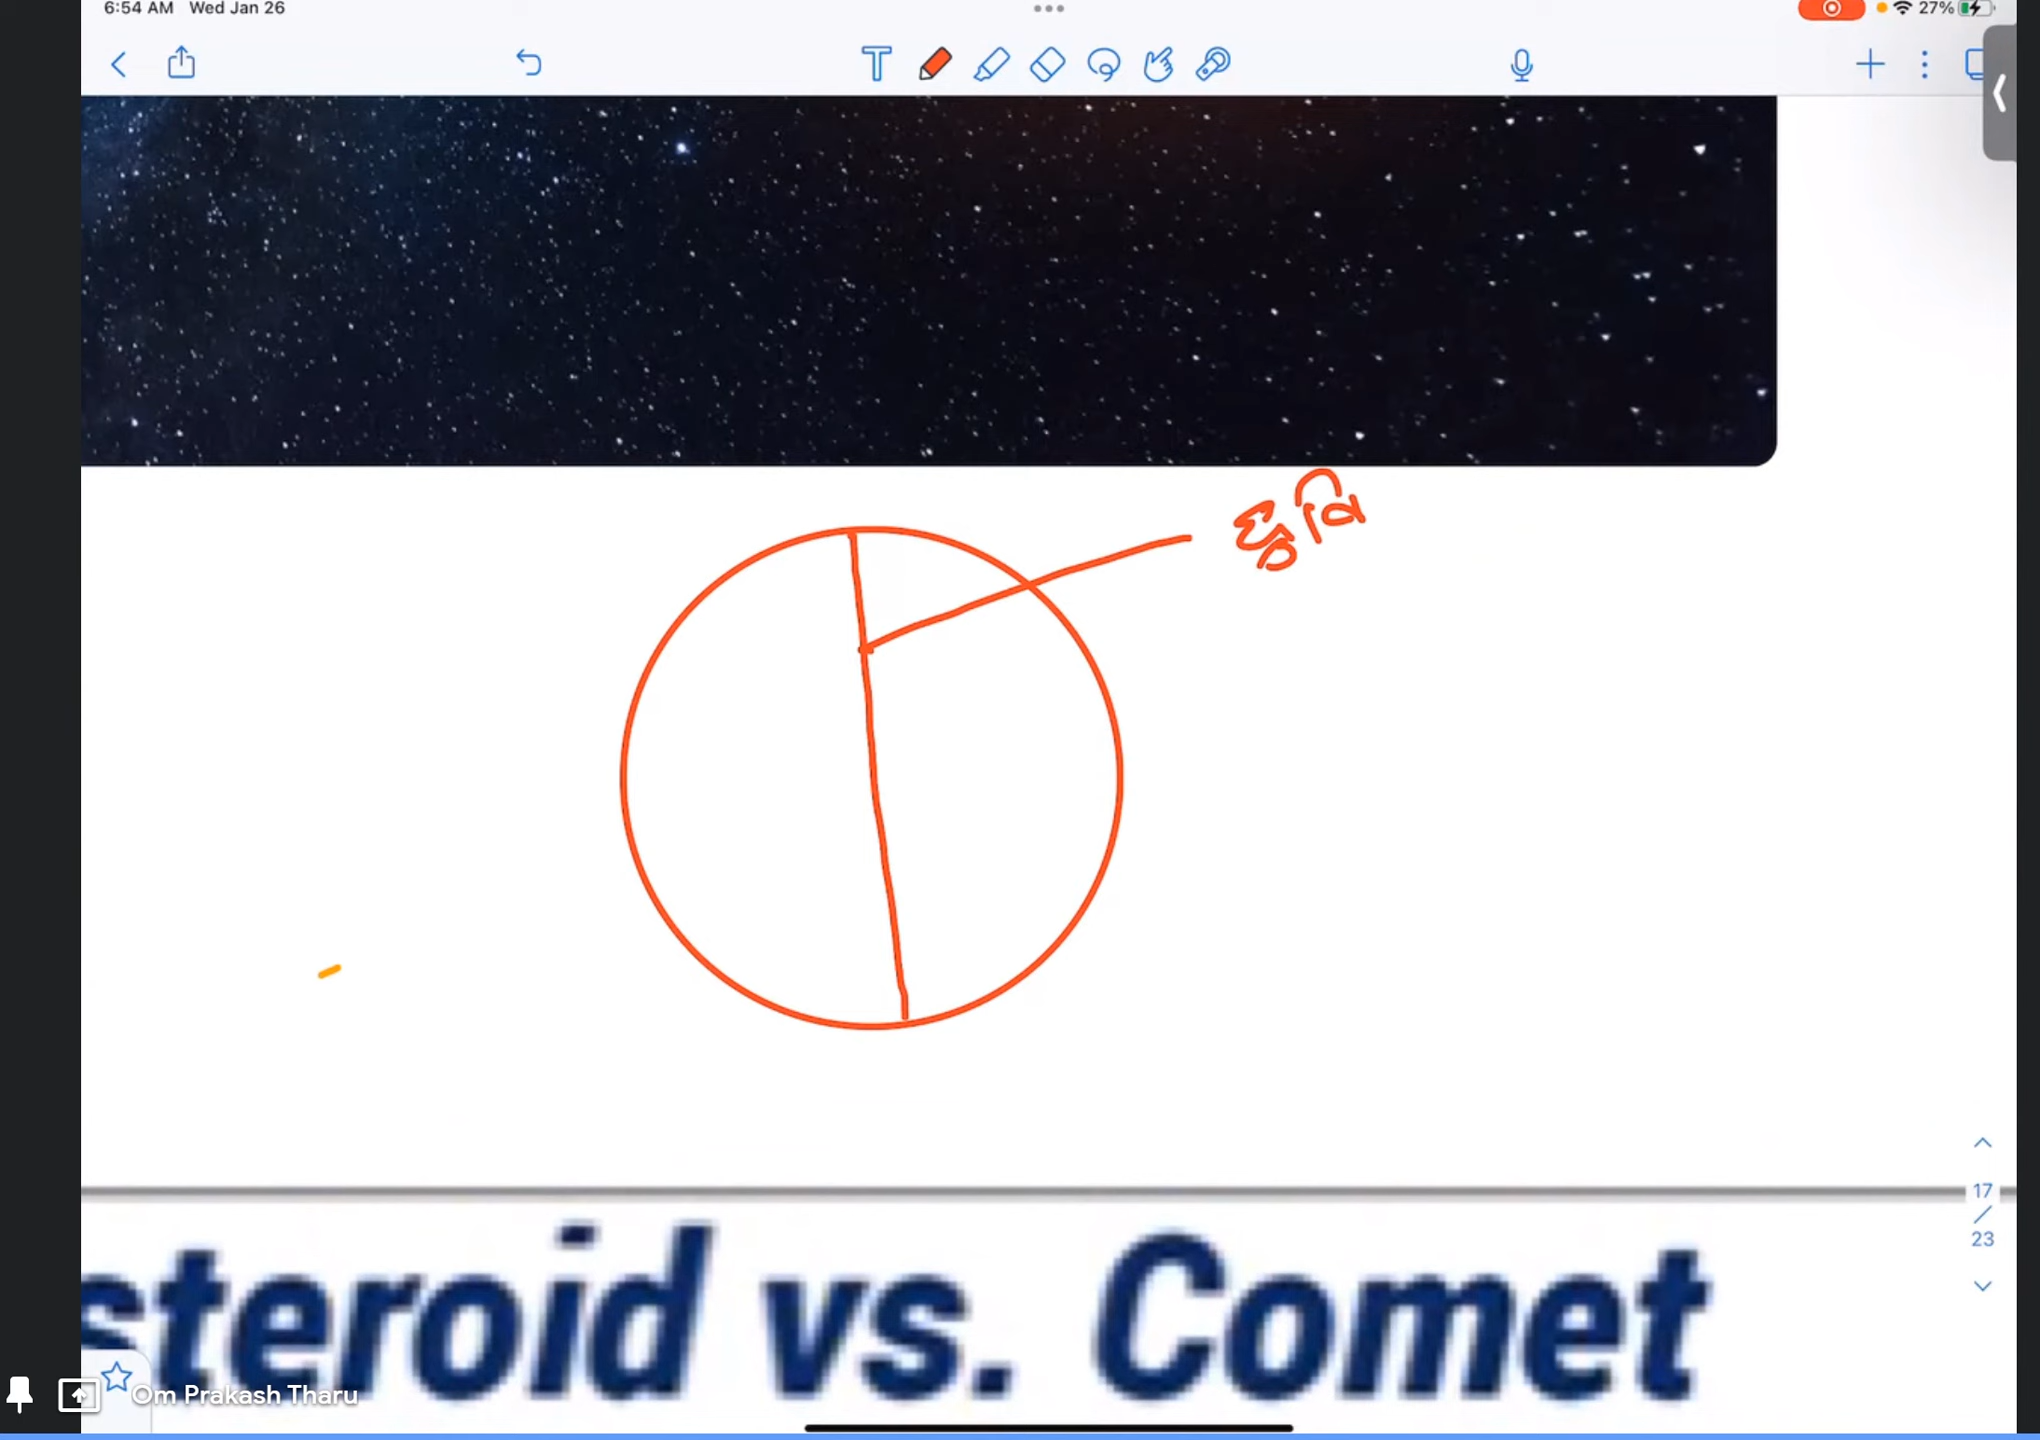 6:54 AM Wed Jan 26
27%
17
/
23
steroid vs. Comet
Om Prakash Tharu